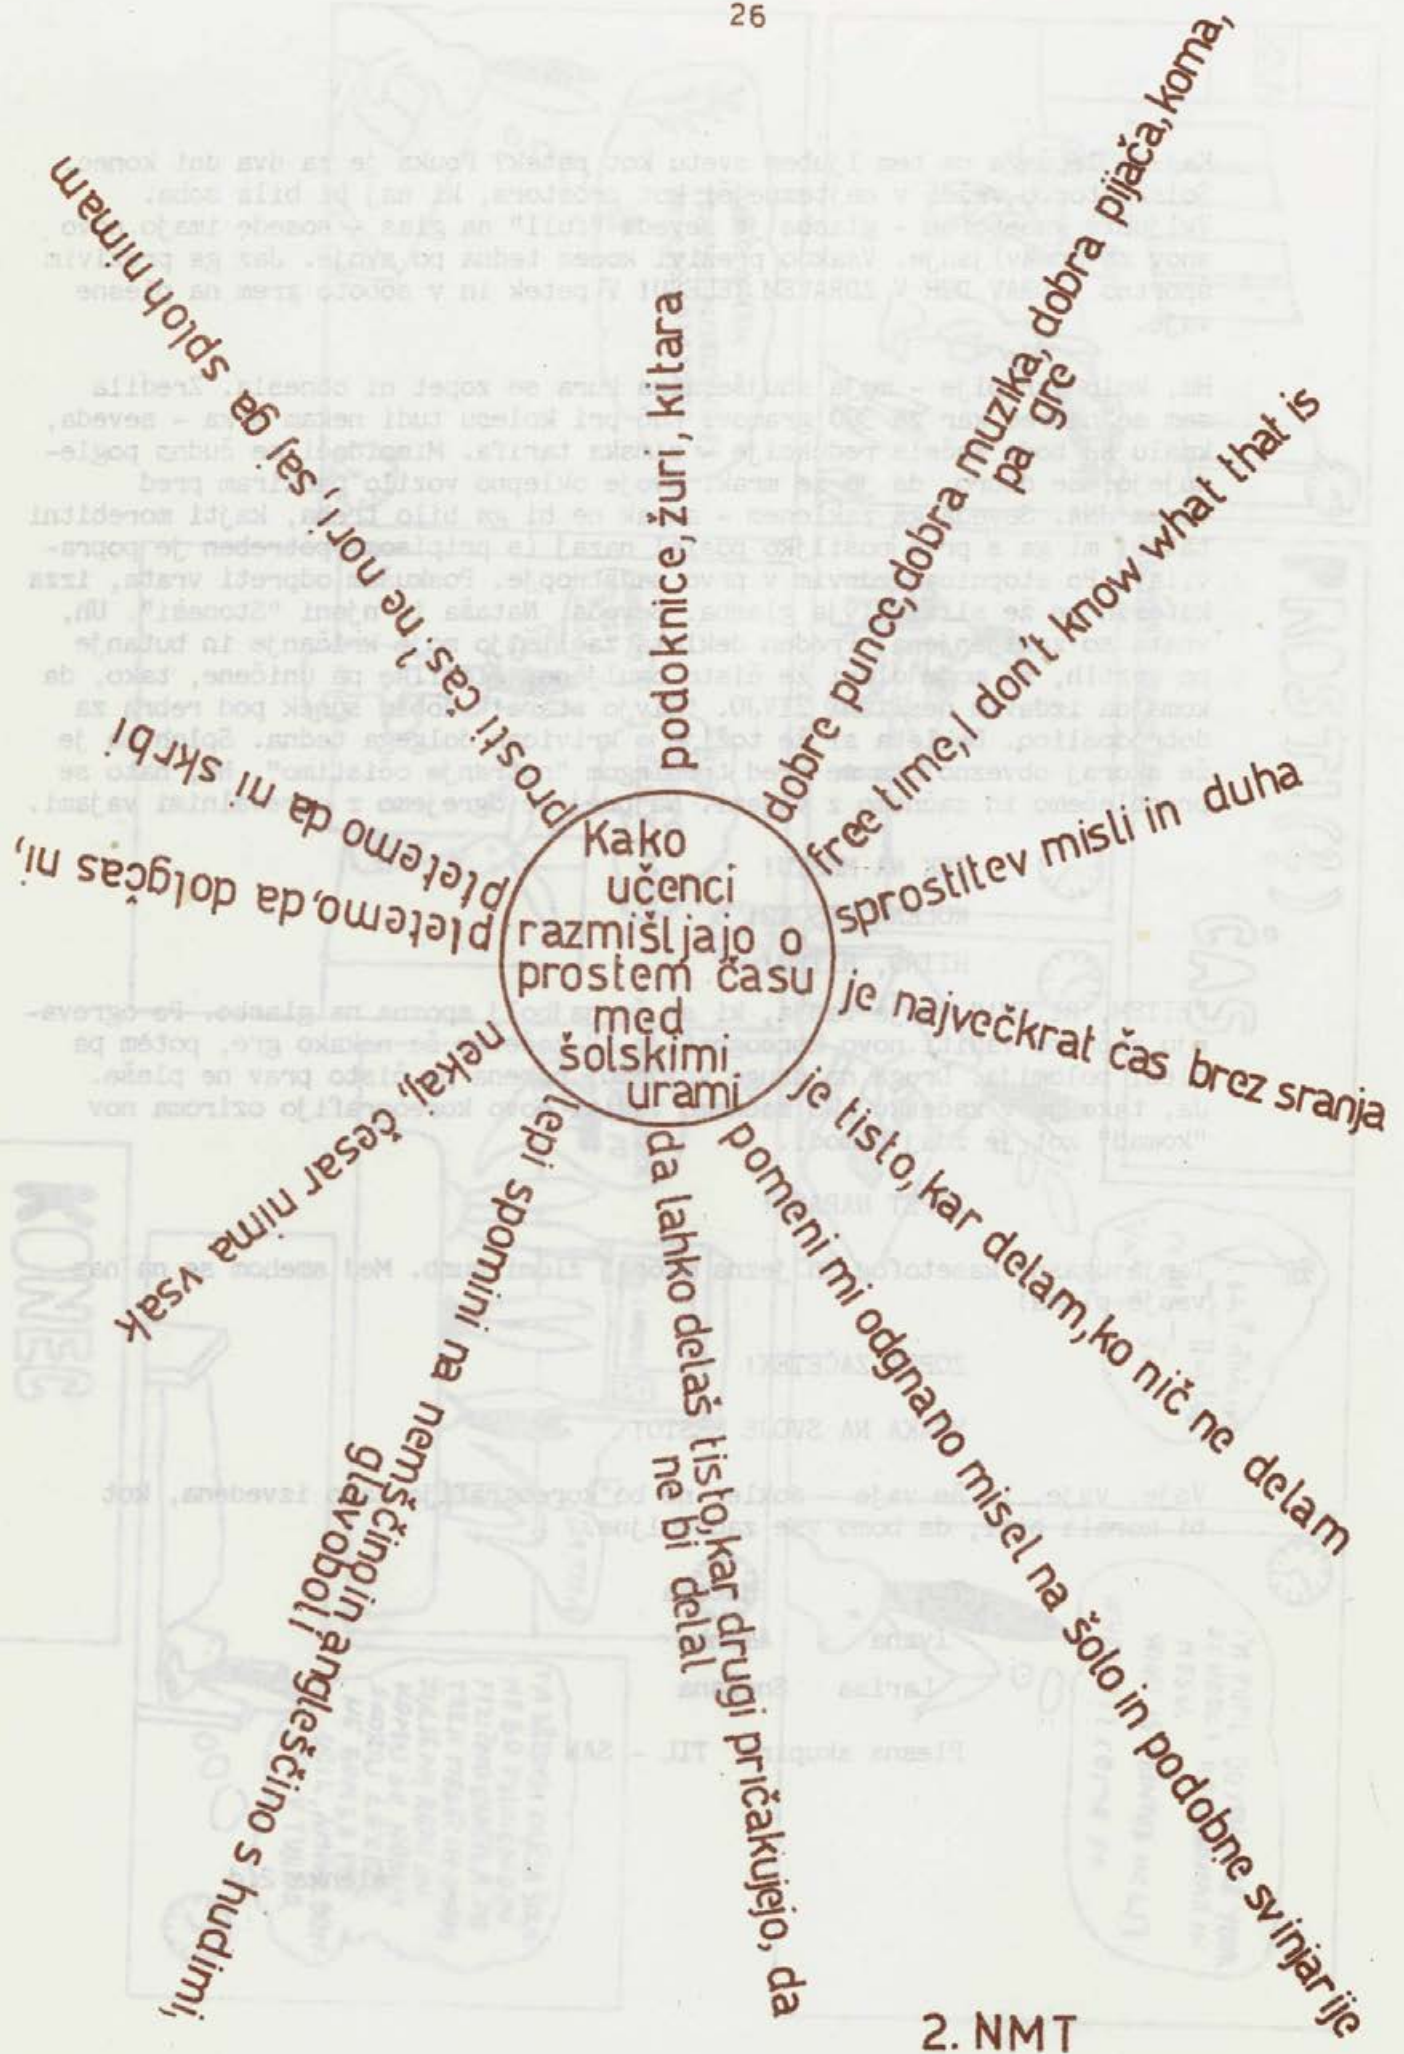 26
Kako
učenci
razmišljajo o
prostem času
med
šolskimi
urami
podoknice, žuri, kitara
dobre punce, dobra muzika, dobra pijača, koma,
pa gre
free time, I don't know what that is
sprostitev misli in duha
je največkrat čas brez sranja
je tisto, kar delam, ko nič ne delam
pomeni mi odgnano misel na šolo in podobne svinjarije
da lahko delaš tisto, kar drugi pričakujejo, da
ne bi delal
lepi spomini na nemščino in angleščino s hudimi,
glavoboli
nekaj, česar nima vsak
pletemo, da dolgčas ni,
pletemo da ni skrbi
prosti čas?, ne nor, saj ga sploh nimam
2. NMT